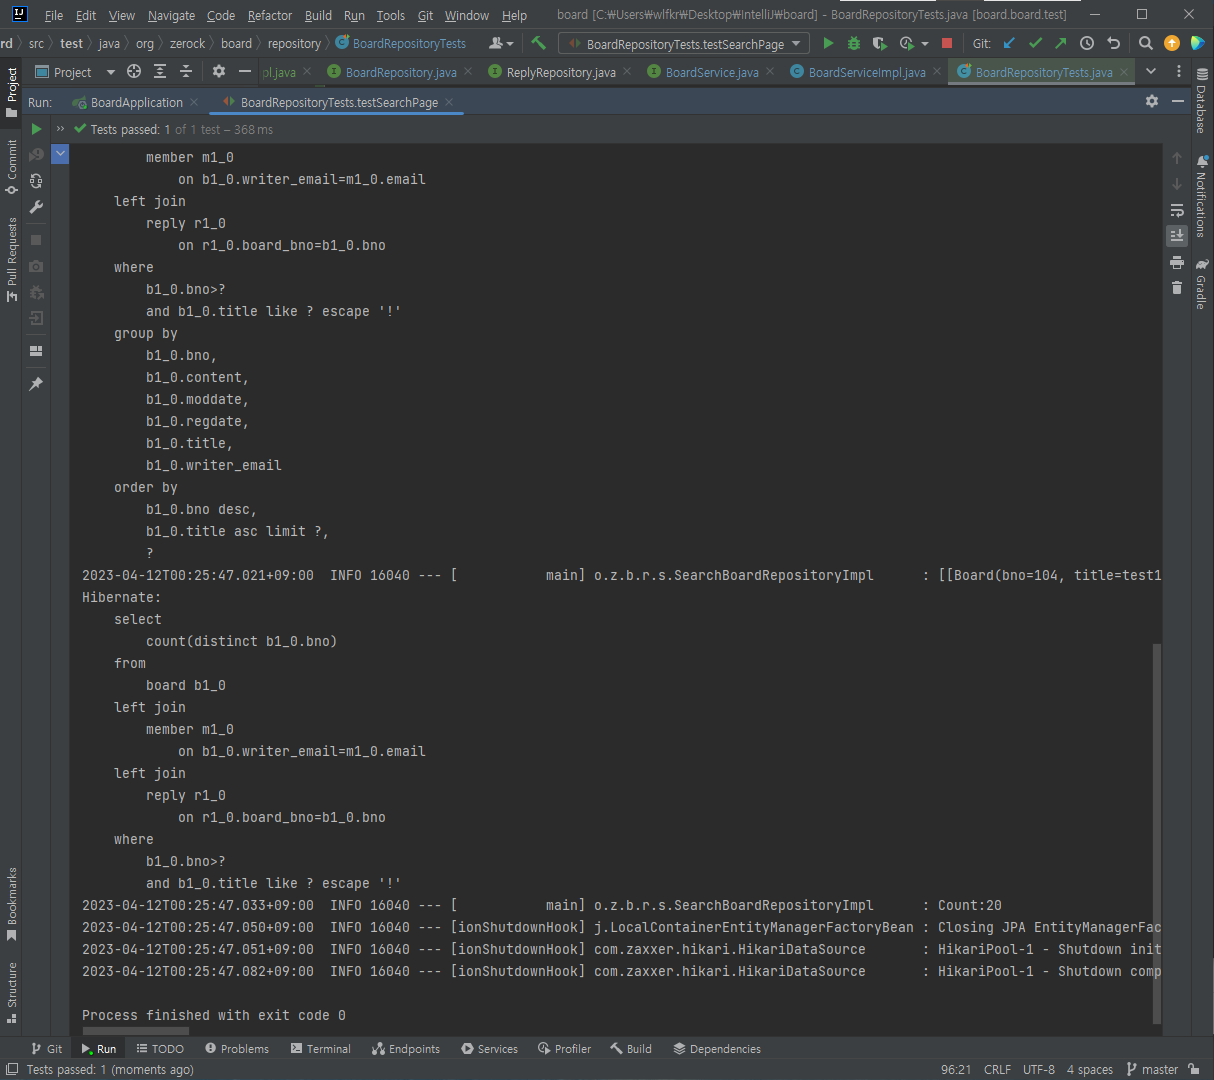 File Edit View Navigate Code Refactor Build Run Tools Git Window Help board [C:₩Users₩wlfkr₩Desktop₩IntelliJ₩board] - BoardRepositoryTests.java [board.board.test]
rd src test java org zerock board repository BoardRepositoryTests BoardRepositoryTests.testSearchPage Git:
Project pl.java BoardRepository.java ReplyRepository.java BoardService.java BoardServiceImpl.java BoardRepositoryTests.java
Run: BoardApplication BoardRepositoryTests.testSearchPage
>> Tests passed: 1 of 1 test – 368 ms
member m1_0
on b1_0.writer_email=m1_0.email
left join
reply r1_0
on r1_0.board_bno=b1_0.bno
where
b1_0.bno>?
and b1_0.title like ? escape '!'
group by
b1_0.bno,
b1_0.content,
b1_0.moddate,
b1_0.regdate,
b1_0.title,
b1_0.writer_email
order by
b1_0.bno desc,
b1_0.title asc limit ?,
?
2023-04-12T00:25:47.021+09:00  INFO 16040 --- [           main] o.z.b.r.s.SearchBoardRepositoryImpl      : [[Board(bno=104, title=test1
Hibernate:
select
count(distinct b1_0.bno)
from
board b1_0
left join
member m1_0
on b1_0.writer_email=m1_0.email
left join
reply r1_0
on r1_0.board_bno=b1_0.bno
where
b1_0.bno>?
and b1_0.title like ? escape '!'
2023-04-12T00:25:47.033+09:00  INFO 16040 --- [           main] o.z.b.r.s.SearchBoardRepositoryImpl      : Count:20
2023-04-12T00:25:47.050+09:00  INFO 16040 --- [ionShutdownHook] j.LocalContainerEntityManagerFactoryBean : Closing JPA EntityManagerFac
2023-04-12T00:25:47.051+09:00  INFO 16040 --- [ionShutdownHook] com.zaxxer.hikari.HikariDataSource       : HikariPool-1 - Shutdown init
2023-04-12T00:25:47.082+09:00  INFO 16040 --- [ionShutdownHook] com.zaxxer.hikari.HikariDataSource       : HikariPool-1 - Shutdown comp
Process finished with exit code 0
Project
Commit
Pull Requests
Bookmarks
Structure
Database
Notifications
Gradle
Git Run TODO Problems Terminal Endpoints Services Profiler Build Dependencies
Tests passed: 1 (moments ago) 96:21 CRLF UTF-8 4 spaces master